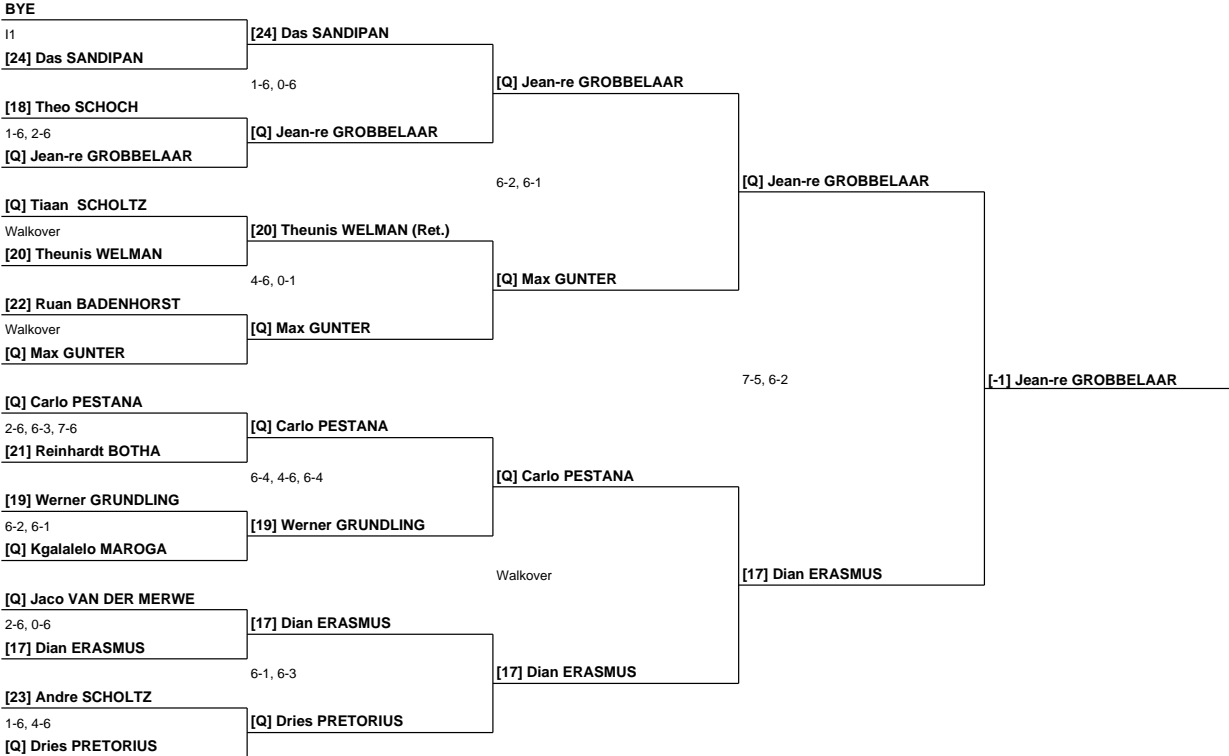 BYE
I1
[24] Das SANDIPAN
[18] Theo SCHOCH
1-6, 2-6
[Q] Jean-re GROBBELAAR
[Q] Tiaan  SCHOLTZ
Walkover
[20] Theunis WELMAN
[22] Ruan BADENHORST
Walkover
[Q] Max GUNTER
[Q] Carlo PESTANA
2-6, 6-3, 7-6
[21] Reinhardt BOTHA
[19] Werner GRUNDLING
6-2, 6-1
[Q] Kgalalelo MAROGA
[Q] Jaco VAN DER MERWE
2-6, 0-6
[17] Dian ERASMUS
[23] Andre SCHOLTZ
1-6, 4-6
[Q] Dries PRETORIUS
[24] Das SANDIPAN
1-6, 0-6
[Q] Jean-re GROBBELAAR
[20] Theunis WELMAN (Ret.)
4-6, 0-1
[Q] Max GUNTER
[Q] Carlo PESTANA
6-4, 4-6, 6-4
[19] Werner GRUNDLING
[17] Dian ERASMUS
6-1, 6-3
[Q] Dries PRETORIUS
[Q] Jean-re GROBBELAAR
6-2, 6-1
[Q] Max GUNTER
[Q] Carlo PESTANA
Walkover
[17] Dian ERASMUS
[Q] Jean-re GROBBELAAR
7-5, 6-2
[17] Dian ERASMUS
[-1] Jean-re GROBBELAAR